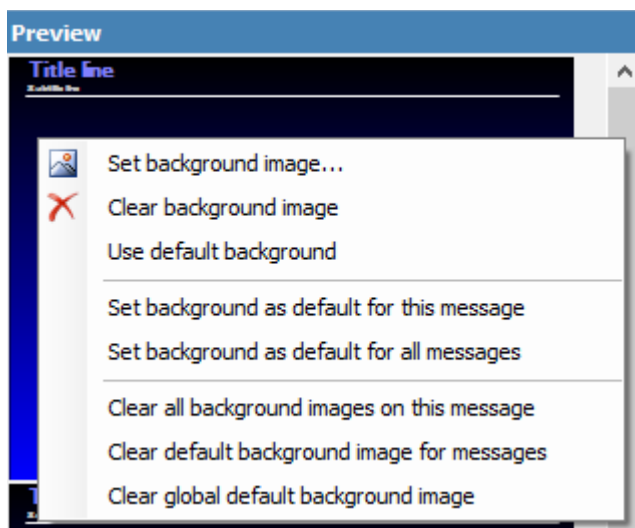 Preview
Title line
Subtitle line
Set background image...
Clear background image
Use default background
Set background as default for this message
Set background as default for all messages
Clear all background images on this message
Clear default background image for messages
Clear global default background image